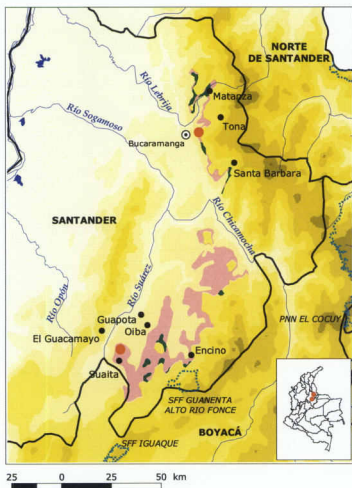 NORTE
DE SANTANDER
Río Lebrija
Matanza
Río Sogamoso
Tona
Bucaramanga
Santa Barbara
SANTANDER
Río Chicamocha
Río Suárez
Río Opón
Guapota
Oiba
El Guacamayo
PNN EL COCUY
Encino
Suaita
SFF GUANENTA
ALTO RIO FONCE
BOYACÁ
SFF IGUAQUE
25 0 25 50 km